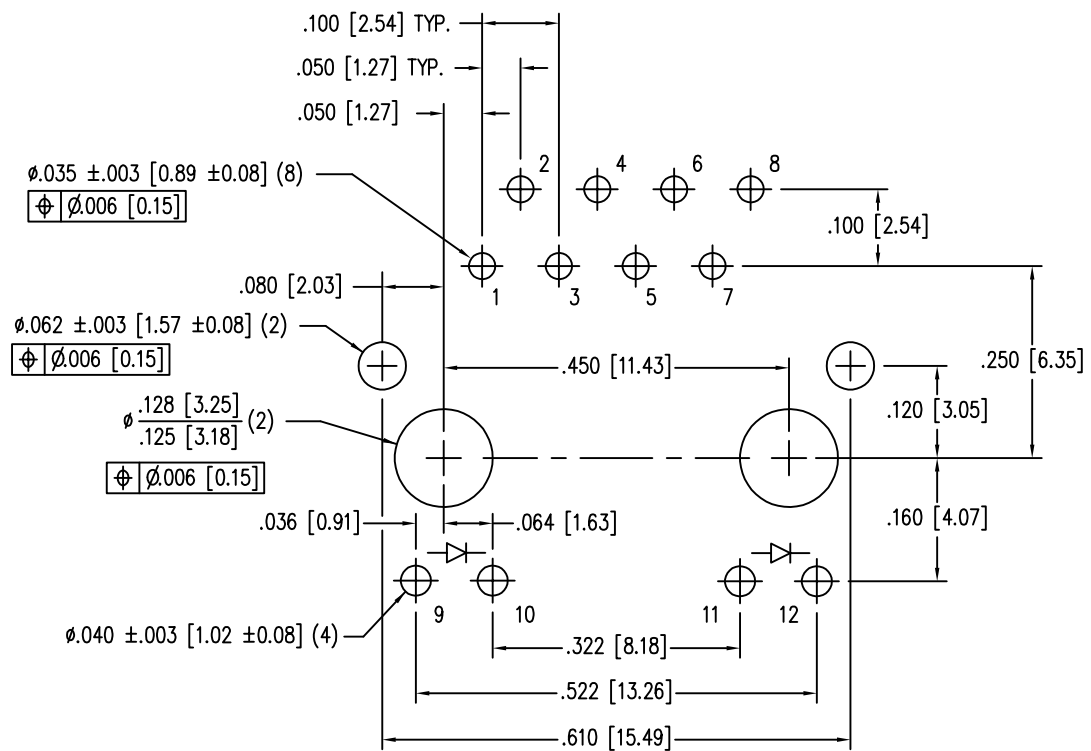 .100 [2.54] TYP.
.050 [1.27] TYP.
.050 [1.27]
2 4 6 8
ø.035 ±.003 [0.89 ±0.08] (8)
⌖ Ø.006 [0.15]
.100 [2.54]
1 3 5 7
.080 [2.03]
ø.062 ±.003 [1.57 ±0.08] (2)
⌖ Ø.006 [0.15]
.450 [11.43]
.250 [6.35]
.120 [3.05]
ø .128 [3.25] (2)
.125 [3.18]
⌖ Ø.006 [0.15]
.036 [0.91]
.064 [1.63]
.160 [4.07]
9 10 11 12
ø.040 ±.003 [1.02 ±0.08] (4)
.322 [8.18]
.522 [13.26]
.610 [15.49]